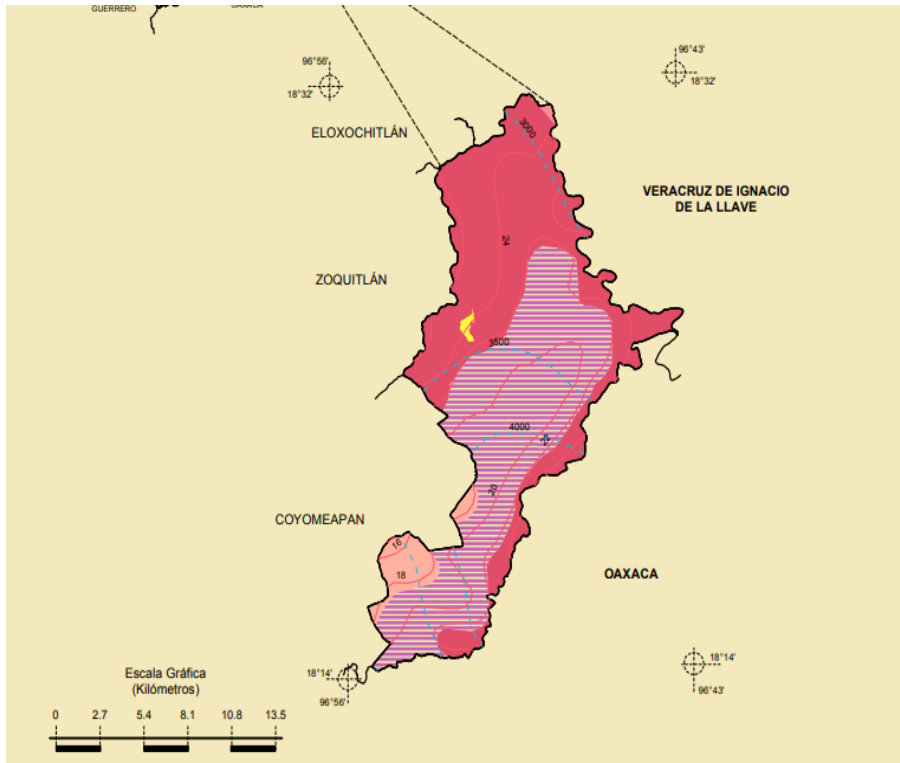 GUERRERO
OAXACA
96°56'
18°32'
96°43'
18°32'
ELOXOCHITLÁN
3000
VERACRUZ DE IGNACIO
DE LA LLAVE
24
ZOQUITLÁN
3500
4000
22
20
COYOMEAPAN
16
18
OAXACA
18°14'
96°56'
18°14'
96°43'
Escala Gráfica
(Kilómetros)
0 2.7 5.4 8.1 10.8 13.5